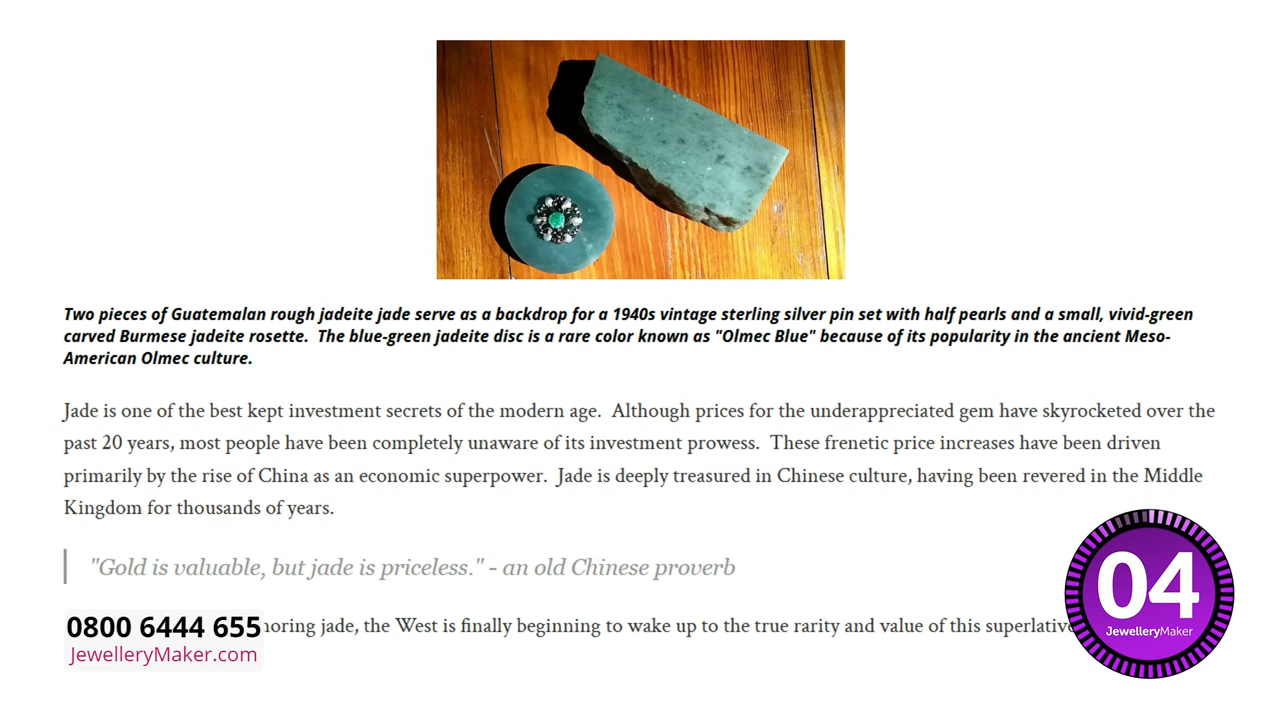 Two pieces of Guatemalan rough jadeite jade serve as a backdrop for a 1940s vintage sterling silver pin set with half pearls and a small, vivid-green
carved Burmese jadeite rosette.  The blue-green jadeite disc is a rare color known as "Olmec Blue" because of its popularity in the ancient Meso-
American Olmec culture.
Jade is one of the best kept investment secrets of the modern age.  Although prices for the underappreciated gem have skyrocketed over the
past 20 years, most people have been completely unaware of its investment prowess.  These frenetic price increases have been driven
primarily by the rise of China as an economic superpower.  Jade is deeply treasured in Chinese culture, having been revered in the Middle
Kingdom for thousands of years.
"Gold is valuable, but jade is priceless." - an old Chinese proverb
jade, the West is finally beginning to wake up to the true rarity and value of this
0800 6444 655
JewelleryMaker.com
04
JewelleryMaker